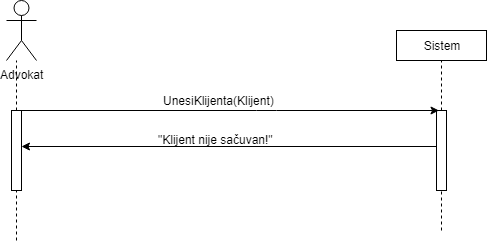 Advokat
Sistem
UnesiKlijenta(Klijent)
"Klijent nije sačuvan!"